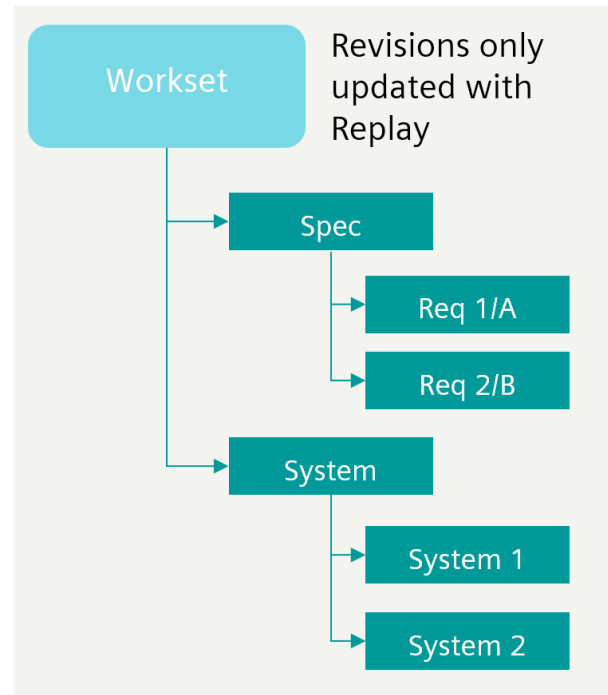 Workset
Revisions only
updated with
Replay
Spec
Req 1/A
Req 2/B
System
System 1
System 2